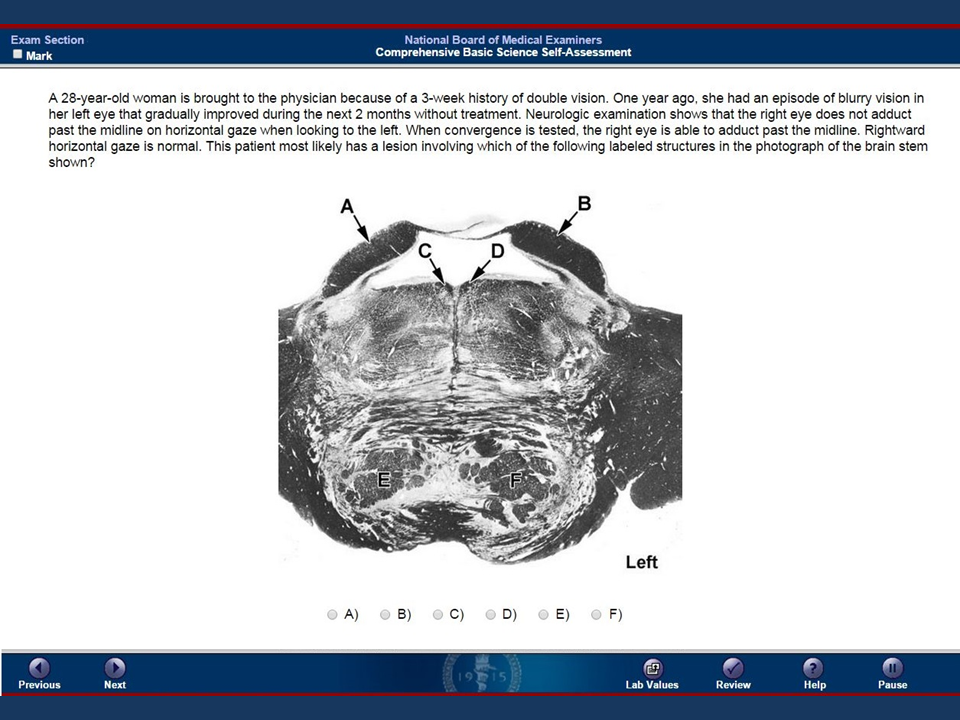 Exam Section
Mark
National Board of Medical Examiners
Comprehensive Basic Science Self-Assessment
A 28-year-old woman is brought to the physician because of a 3-week history of double vision. One year ago, she had an episode of blurry vision in
her left eye that gradually improved during the next 2 months without treatment. Neurologic examination shows that the right eye does not adduct
past the midline on horizontal gaze when looking to the left. When convergence is tested, the right eye is able to adduct past the midline. Rightward
horizontal gaze is normal. This patient most likely has a lesion involving which of the following labeled structures in the photograph of the brain stem
shown?
A
B
C
D
E
F
Left
A) B) C) D) E) F)
1915
Previous
Next
Lab Values
Review
Help
Pause